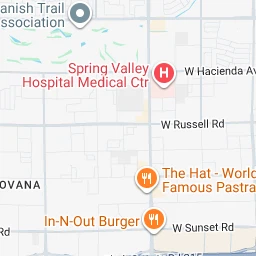 anish Trail
ssociation
Spring Valley
Hospital Medical Ctr
H
W Hacienda Av
W Russell Rd
The Hat - World
Famous Pastra
OVANA
In-N-Out Burger
W Sunset Rd